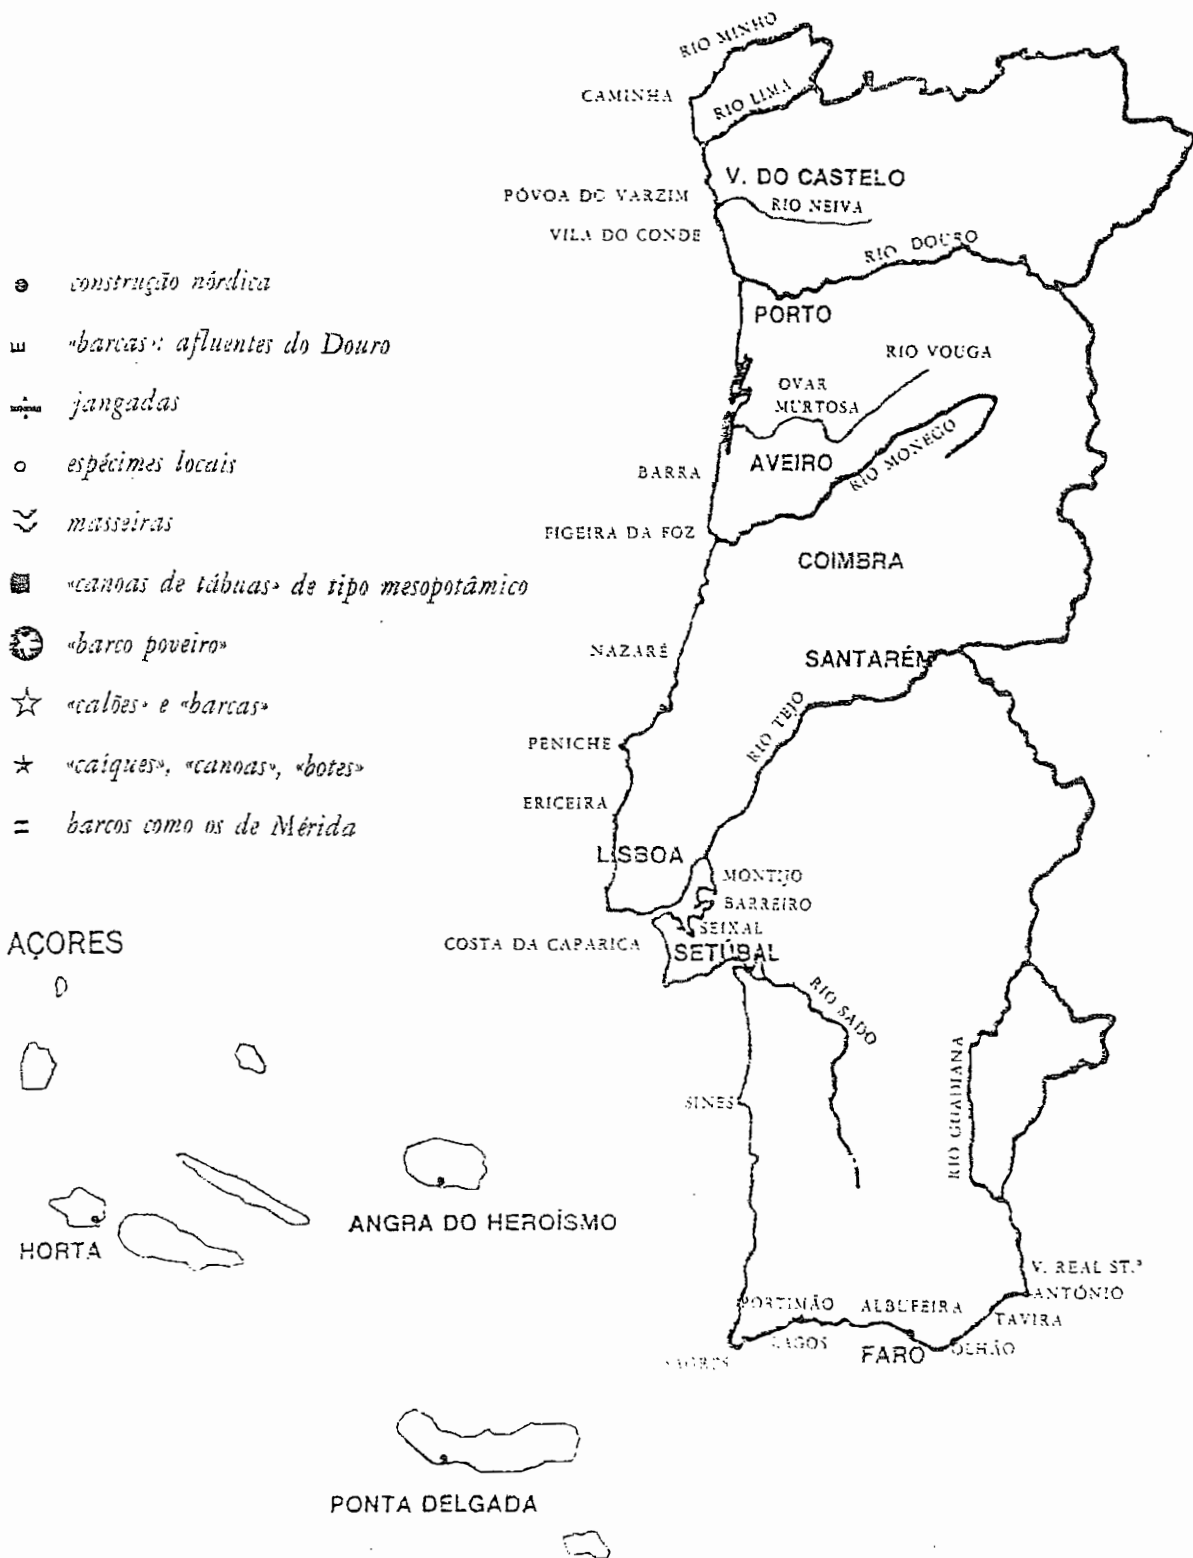 RIO MINHO
CAMINHA
RIO LIMA
V. DO CASTELO
PÓVOA DO VARZIM
RIO NEIVA
VILA DO CONDE
RIO DOURO
PORTO
RIO VOUGA
OVAR
MURTOSA
AVEIRO
RIO MONEGO
BARRA
FIGEIRA DA FOZ
COIMBRA
NAZARÉ
SANTARÉM
RIO TEJO
PENICHE
ERICEIRA
LISBOA
MONTIJO
BARREIRO
SEIXAL
COSTA DA CAPARICA
SETÚBAL
RIO SADO
SINES
RIO GUADIANA
V. REAL ST.ª
ANTÓNIO
PORTIMÃO
ALBUFEIRA
TAVIRA
LAGOS
FARO
OLHÃO
SAGRES
construção nórdica
«barcas»: afluentes do Douro
jangadas
espécimes locais
masseiras
«canoas de tábuas» de tipo mesopotâmico
«barco poveiro»
«calões» e «barcas»
«caíques», «canoas», «botes»
barcos como os de Mérida
AÇORES
ANGRA DO HEROÍSMO
HORTA
PONTA DELGADA